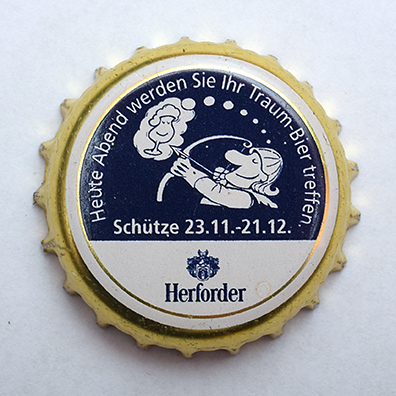 Heute Abend werden Sie Ihr Traum-Bier treffen.
Schütze 23.11.-21.12.
Herforder